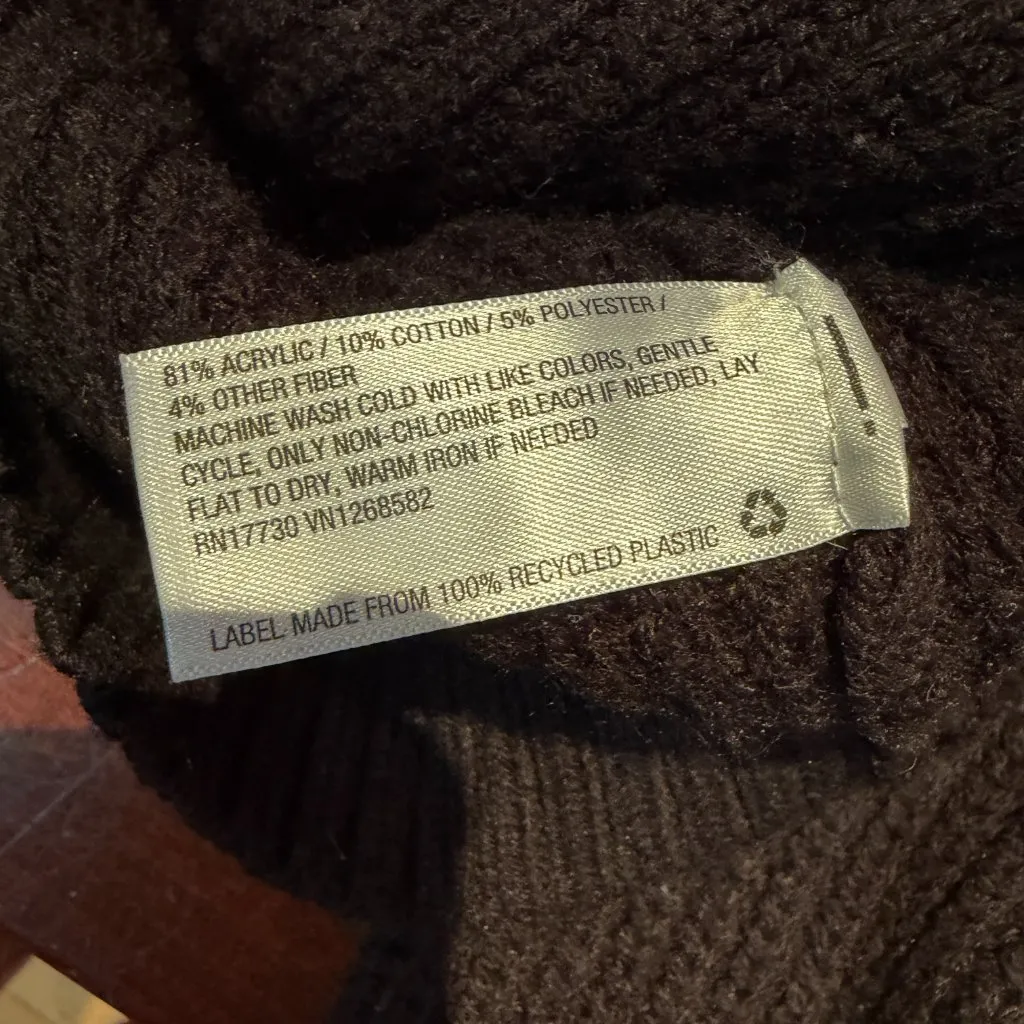 81% ACRYLIC / 10% COTTON / 5% POLYESTER /
4% OTHER FIBER
MACHINE WASH COLD WITH LIKE COLORS, GENTLE
CYCLE, ONLY NON-CHLORINE BLEACH IF NEEDED, LAY
FLAT TO DRY, WARM IRON IF NEEDED
RN17730 VN1268582
LABEL MADE FROM 100% RECYCLED PLASTIC